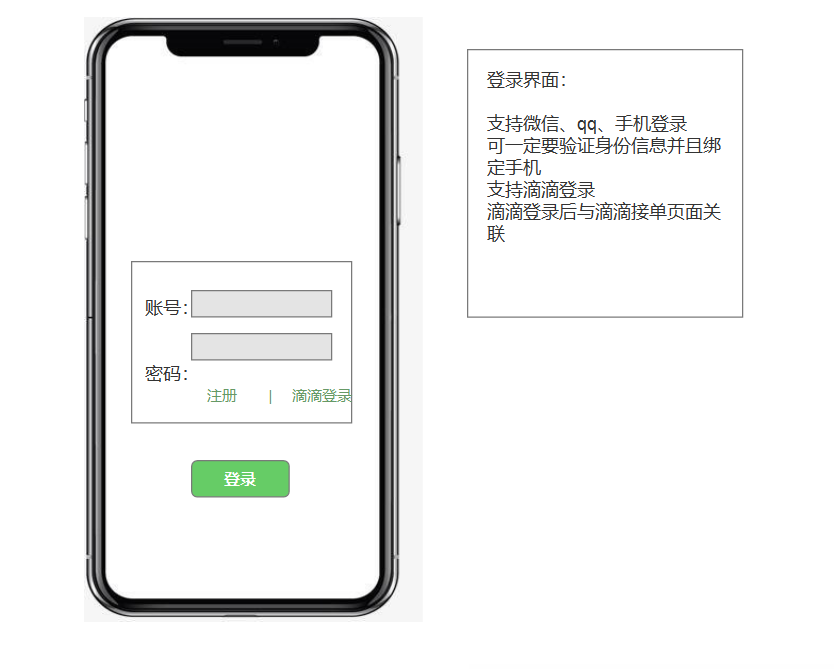 账号：
密码：
注册 | 滴滴登录
登录
登录界面：
支持微信、qq、手机登录
可一定要验证身份信息并且绑
定手机
支持滴滴登录
滴滴登录后与滴滴接单页面关
联